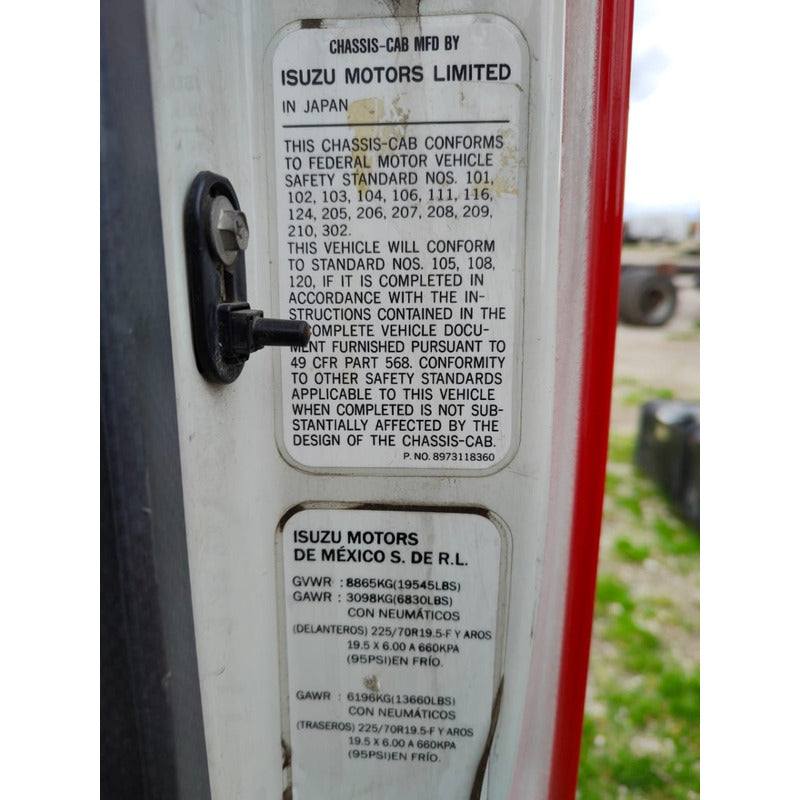 CHASSIS-CAB MFD BY
ISUZU MOTORS LIMITED
IN JAPAN
THIS CHASSIS-CAB CONFORMS
TO FEDERAL MOTOR VEHICLE
SAFETY STANDARD NOS. 101,
102, 103, 104, 106, 111, 116,
124, 205, 206, 207, 208, 209,
210, 302.
THIS VEHICLE WILL CONFORM
TO STANDARD NOS. 105, 108,
120, IF IT IS COMPLETED IN
ACCORDANCE WITH THE IN-
STRUCTIONS CONTAINED IN THE
COMPLETE VEHICLE DOCU-
MENT FURNISHED PURSUANT TO
49 CFR PART 568. CONFORMITY
TO OTHER SAFETY STANDARDS
APPLICABLE TO THIS VEHICLE
WHEN COMPLETED IS NOT SUB-
STANTIALLY AFFECTED BY THE
DESIGN OF THE CHASSIS-CAB.
P. NO. 8973118360
ISUZU MOTORS
DE MÉXICO S. DE R.L.
GVWR : 8865KG(19545LBS)
GAWR : 3098KG(6830LBS)
CON NEUMÁTICOS
(DELANTEROS) 225/70R19.5-F Y AROS
19.5 X 6.00 A 660KPA
(95PSI)EN FRÍO.
GAWR : 6196KG(13660LBS)
CON NEUMÁTICOS
(TRASEROS) 225/70R19.5-F Y AROS
19.5 X 6.00 A 660KPA
(95PSI)EN FRÍO.